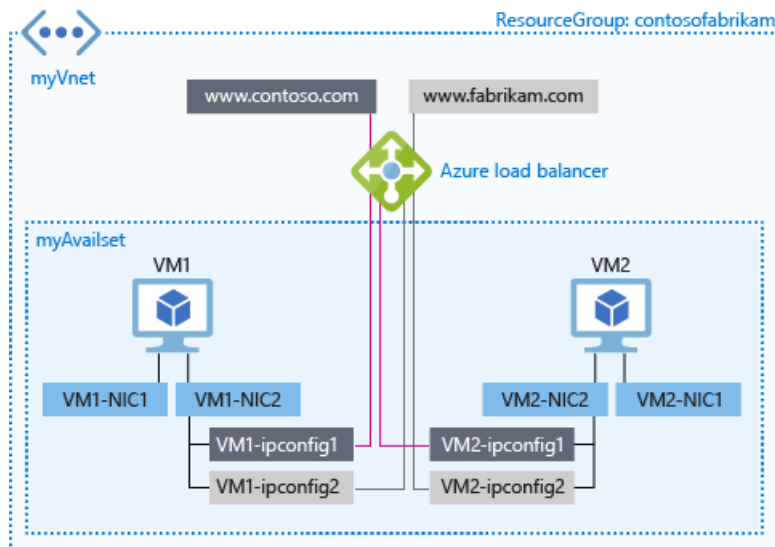 ResourceGroup: contosofabrikam
myVnet
www.contoso.com
www.fabrikam.com
Azure load balancer
myAvailset
VM1
VM2
VM1-NIC1
VM1-NIC2
VM2-NIC2
VM2-NIC1
VM1-ipconfig1
VM2-ipconfig1
VM1-ipconfig2
VM2-ipconfig2